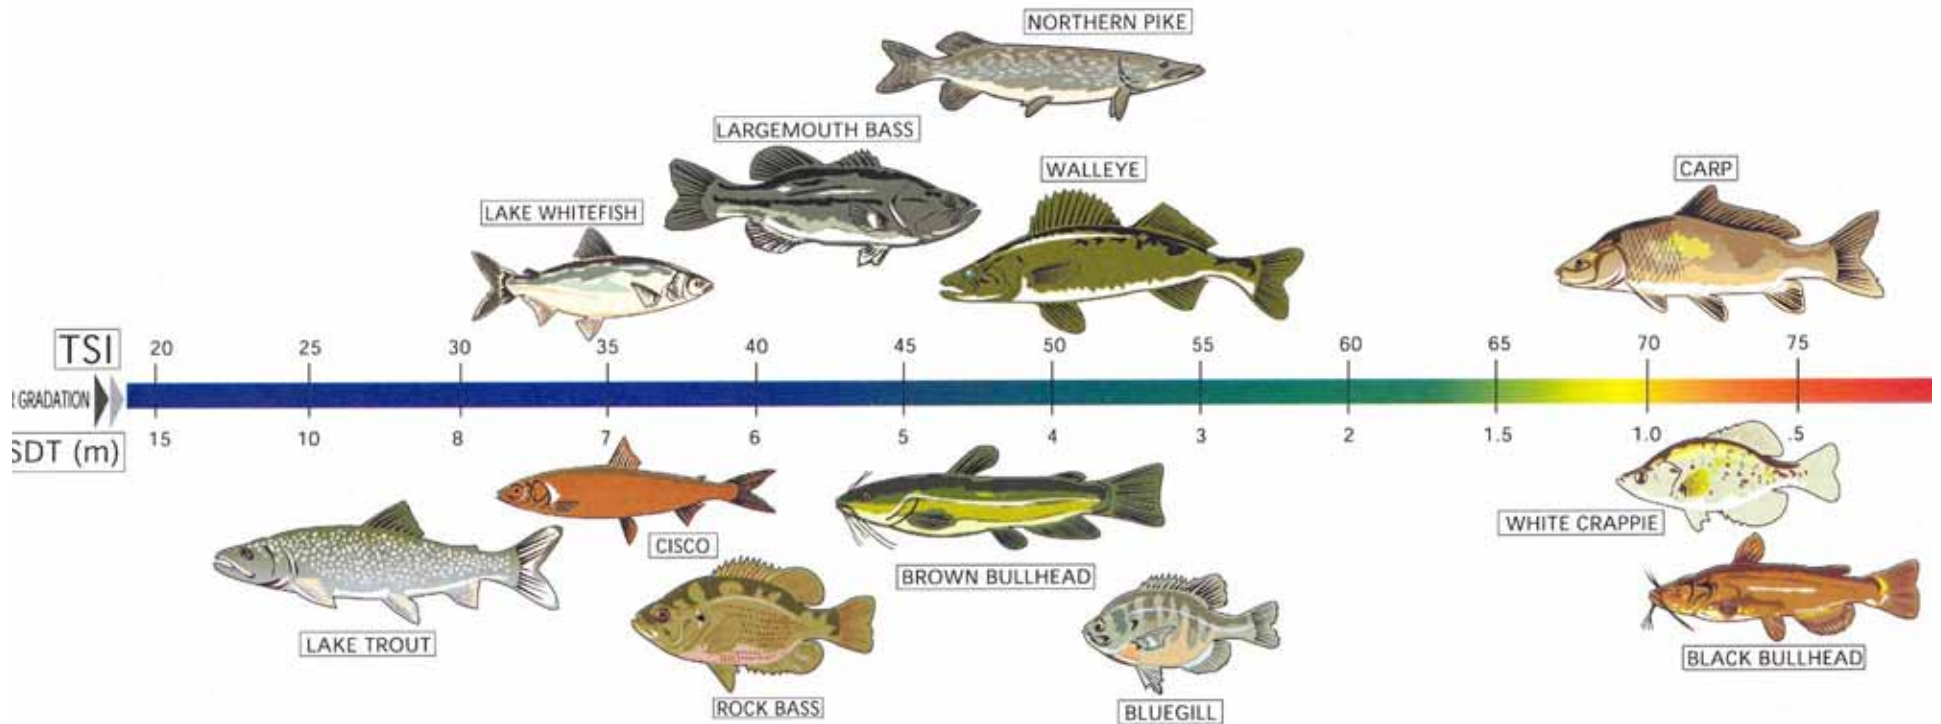 NORTHERN PIKE
LARGEMOUTH BASS
WALLEYE
CARP
LAKE WHITEFISH
TSI 20 25 30 35 40 45 50 55 60 65 70 75
GRADATION
SDT (m) 15 10 8 7 6 5 4 3 2 1.5 1.0 .5
WHITE CRAPPIE
CISCO
BROWN BULLHEAD
LAKE TROUT
BLACK BULLHEAD
ROCK BASS
BLUEGILL